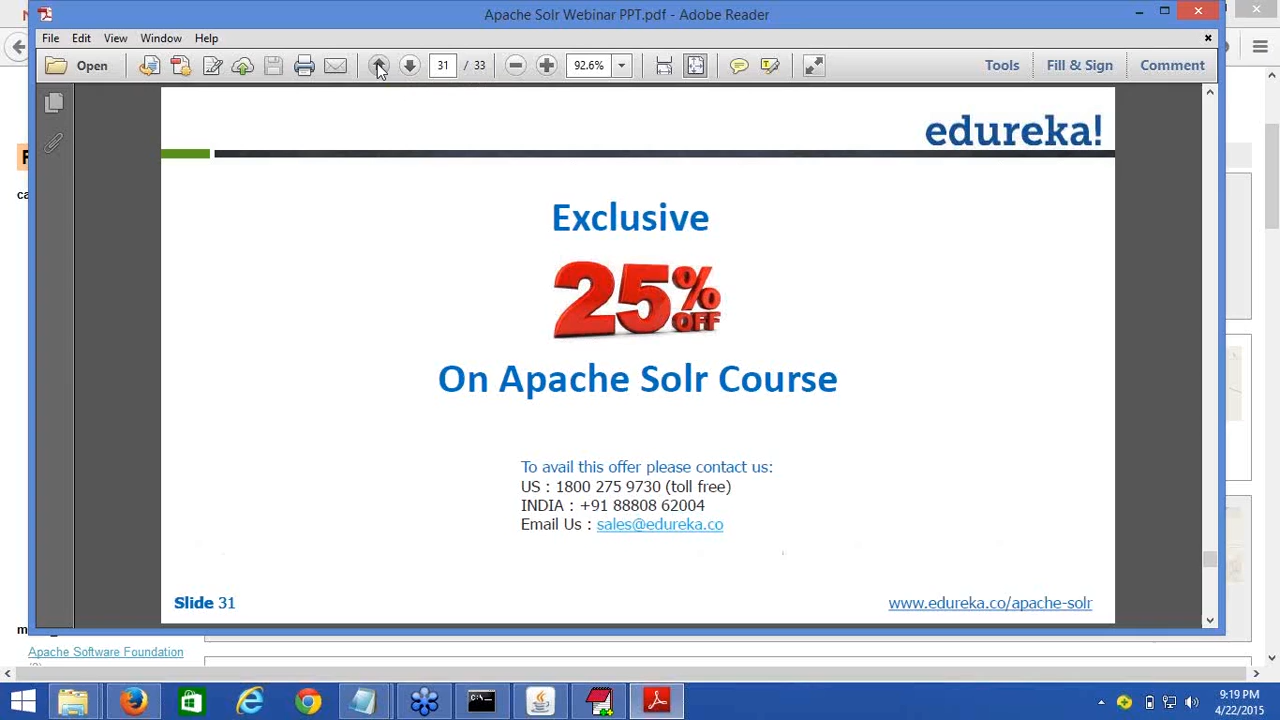 Apache Solr Webinar PPT.pdf - Adobe Reader
File Edit View Window Help
Open 31 / 33 92.6% Tools Fill & Sign Comment
edureka!
Exclusive
25% OFF
On Apache Solr Course
To avail this offer please contact us:
US : 1800 275 9730 (toll free)
INDIA : +91 88808 62004
Email Us : sales@edureka.co
Slide 31
www.edureka.co/apache-solr
Apache Software Foundation
9:19 PM
4/22/2015